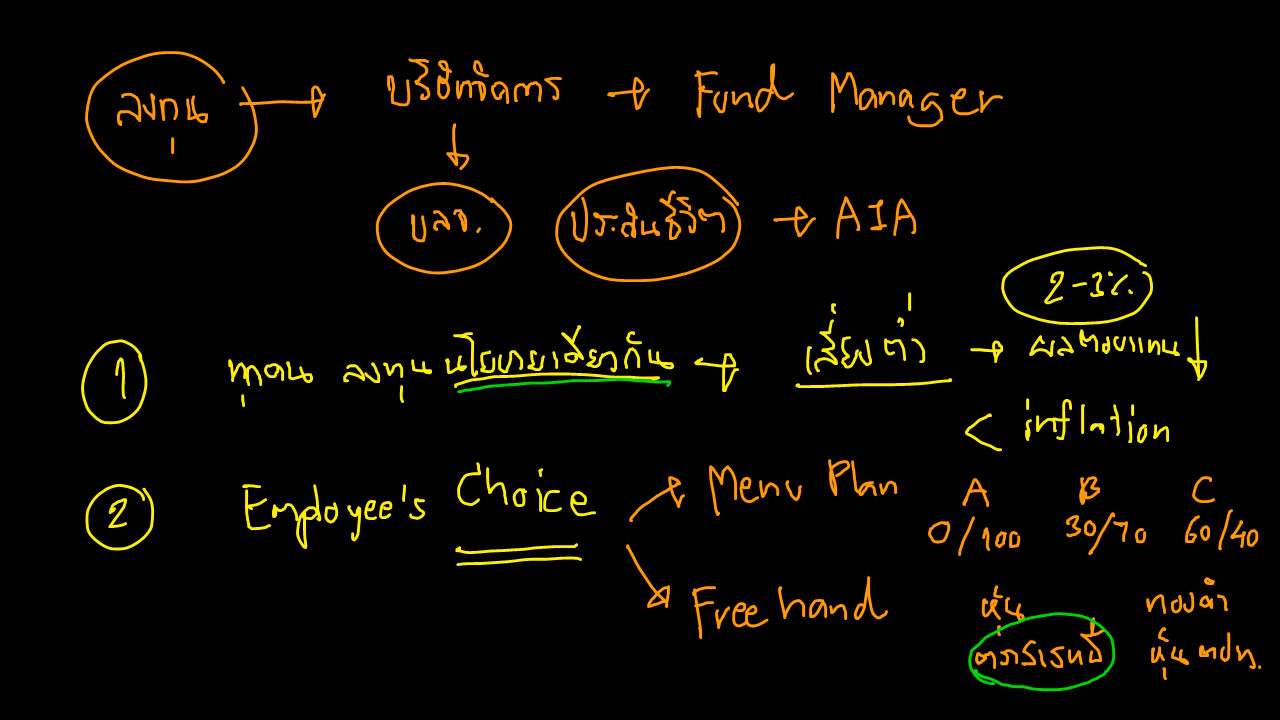 ลงทุน → บริษัทจัดการ → Fund Manager
บลจ. ประกันชีวิต → AIA
2-3%
1 ทุกคน ลงทุน นโยบายเดียวกัน → เสี่ยงต่ำ → ผลตอบแทน ↓
< inflation
2 Employee's Choice → Menu Plan A B C
0/100 30/70 60/40
→ Free hand
หุ้น ทองคำ
ตราสารหนี้ หุ้น ตปท.